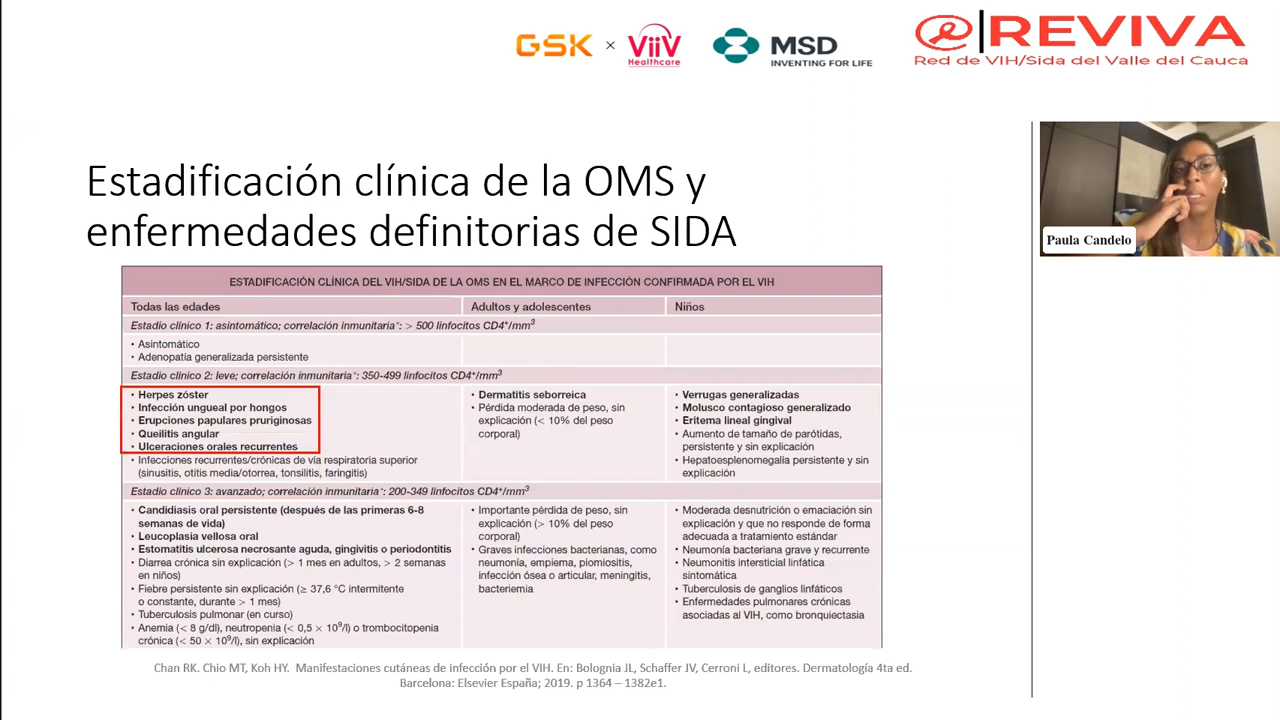 GSK × ViiV Healthcare MSD INVENTING FOR LIFE
REVIVA
Red de VIH/Sida del Valle del Cauca
Paula Candelo
Estadificación clínica de la OMS y
enfermedades definitorias de SIDA
ESTADIFICACIÓN CLÍNICA DEL VIH/SIDA DE LA OMS EN EL MARCO DE INFECCIÓN CONFIRMADA POR EL VIH
Todas las edades Adultos y adolescentes Niños
Estadio clínico 1: asintomático; correlación inmunitaria*: > 500 linfocitos CD4+/mm3
• Asintomático
• Adenopatía generalizada persistente
Estadio clínico 2: leve; correlación inmunitaria*: 350-499 linfocitos CD4+/mm3
• Herpes zóster
• Infección ungueal por hongos
• Erupciones papulares pruriginosas
• Queilitis angular
• Ulceraciones orales recurrentes
• Infecciones recurrentes/crónicas de vía respiratoria superior
(sinusitis, otitis media/otorrea, tonsilitis, faringitis)
• Dermatitis seborreica
• Pérdida moderada de peso, sin
explicación (< 10% del peso
corporal)
• Verrugas generalizadas
• Molusco contagioso generalizado
• Eritema lineal gingival
• Aumento de tamaño de parótidas,
persistente y sin explicación
• Hepatoesplenomegalia persistente y sin
explicación
Estadio clínico 3: avanzado; correlación inmunitaria*: 200-349 linfocitos CD4+/mm3
• Candidiasis oral persistente (después de las primeras 6-8
semanas de vida)
• Leucoplasia vellosa oral
• Estomatitis ulcerosa necrosante aguda, gingivitis o periodontitis
• Diarrea crónica sin explicación (> 1 mes en adultos, > 2 semanas
en niños)
• Fiebre persistente sin explicación (≥ 37,6 °C intermitente
o constante, durante > 1 mes)
• Tuberculosis pulmonar (en curso)
• Anemia (< 8 g/dl), neutropenia (< 0,5 × 10⁹/l) o trombocitopenia
crónica (< 50 × 10⁹/l), sin explicación
• Importante pérdida de peso, sin
explicación (> 10% del peso
corporal)
• Graves infecciones bacterianas, como
neumonía, empiema, piomiositis,
infección ósea o articular, meningitis,
bacteriemia
• Moderada desnutrición o emaciación sin
explicación y que no responde de forma
adecuada a tratamiento estándar
• Neumonía bacteriana grave y recurrente
• Neumonitis intersticial linfática
sintomática
• Tuberculosis de ganglios linfáticos
• Enfermedades pulmonares crónicas
asociadas al VIH, como bronquiectasia
Chan RK. Chio MT, Koh HY. Manifestaciones cutáneas de infección por el VIH. En: Bolognia JL, Schaffer JV, Cerroni L, editores. Dermatología 4ta ed.
Barcelona: Elsevier España; 2019. p 1364 – 1382e1.